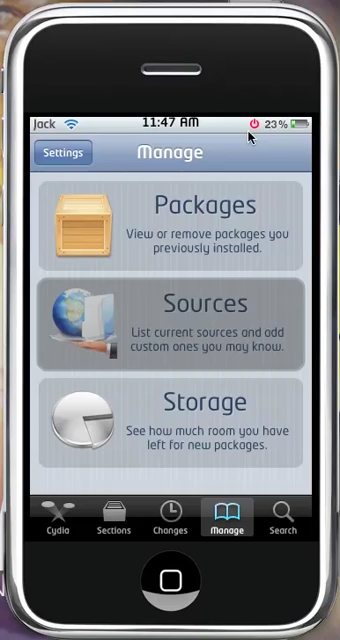 Jack 11:47 AM 23%
Settings Manage
Packages
View or remove packages you
previously installed.
Sources
List current sources and add
custom ones you may know.
Storage
See how much room you have
left for new packages.
Cydia Sections Changes Manage Search